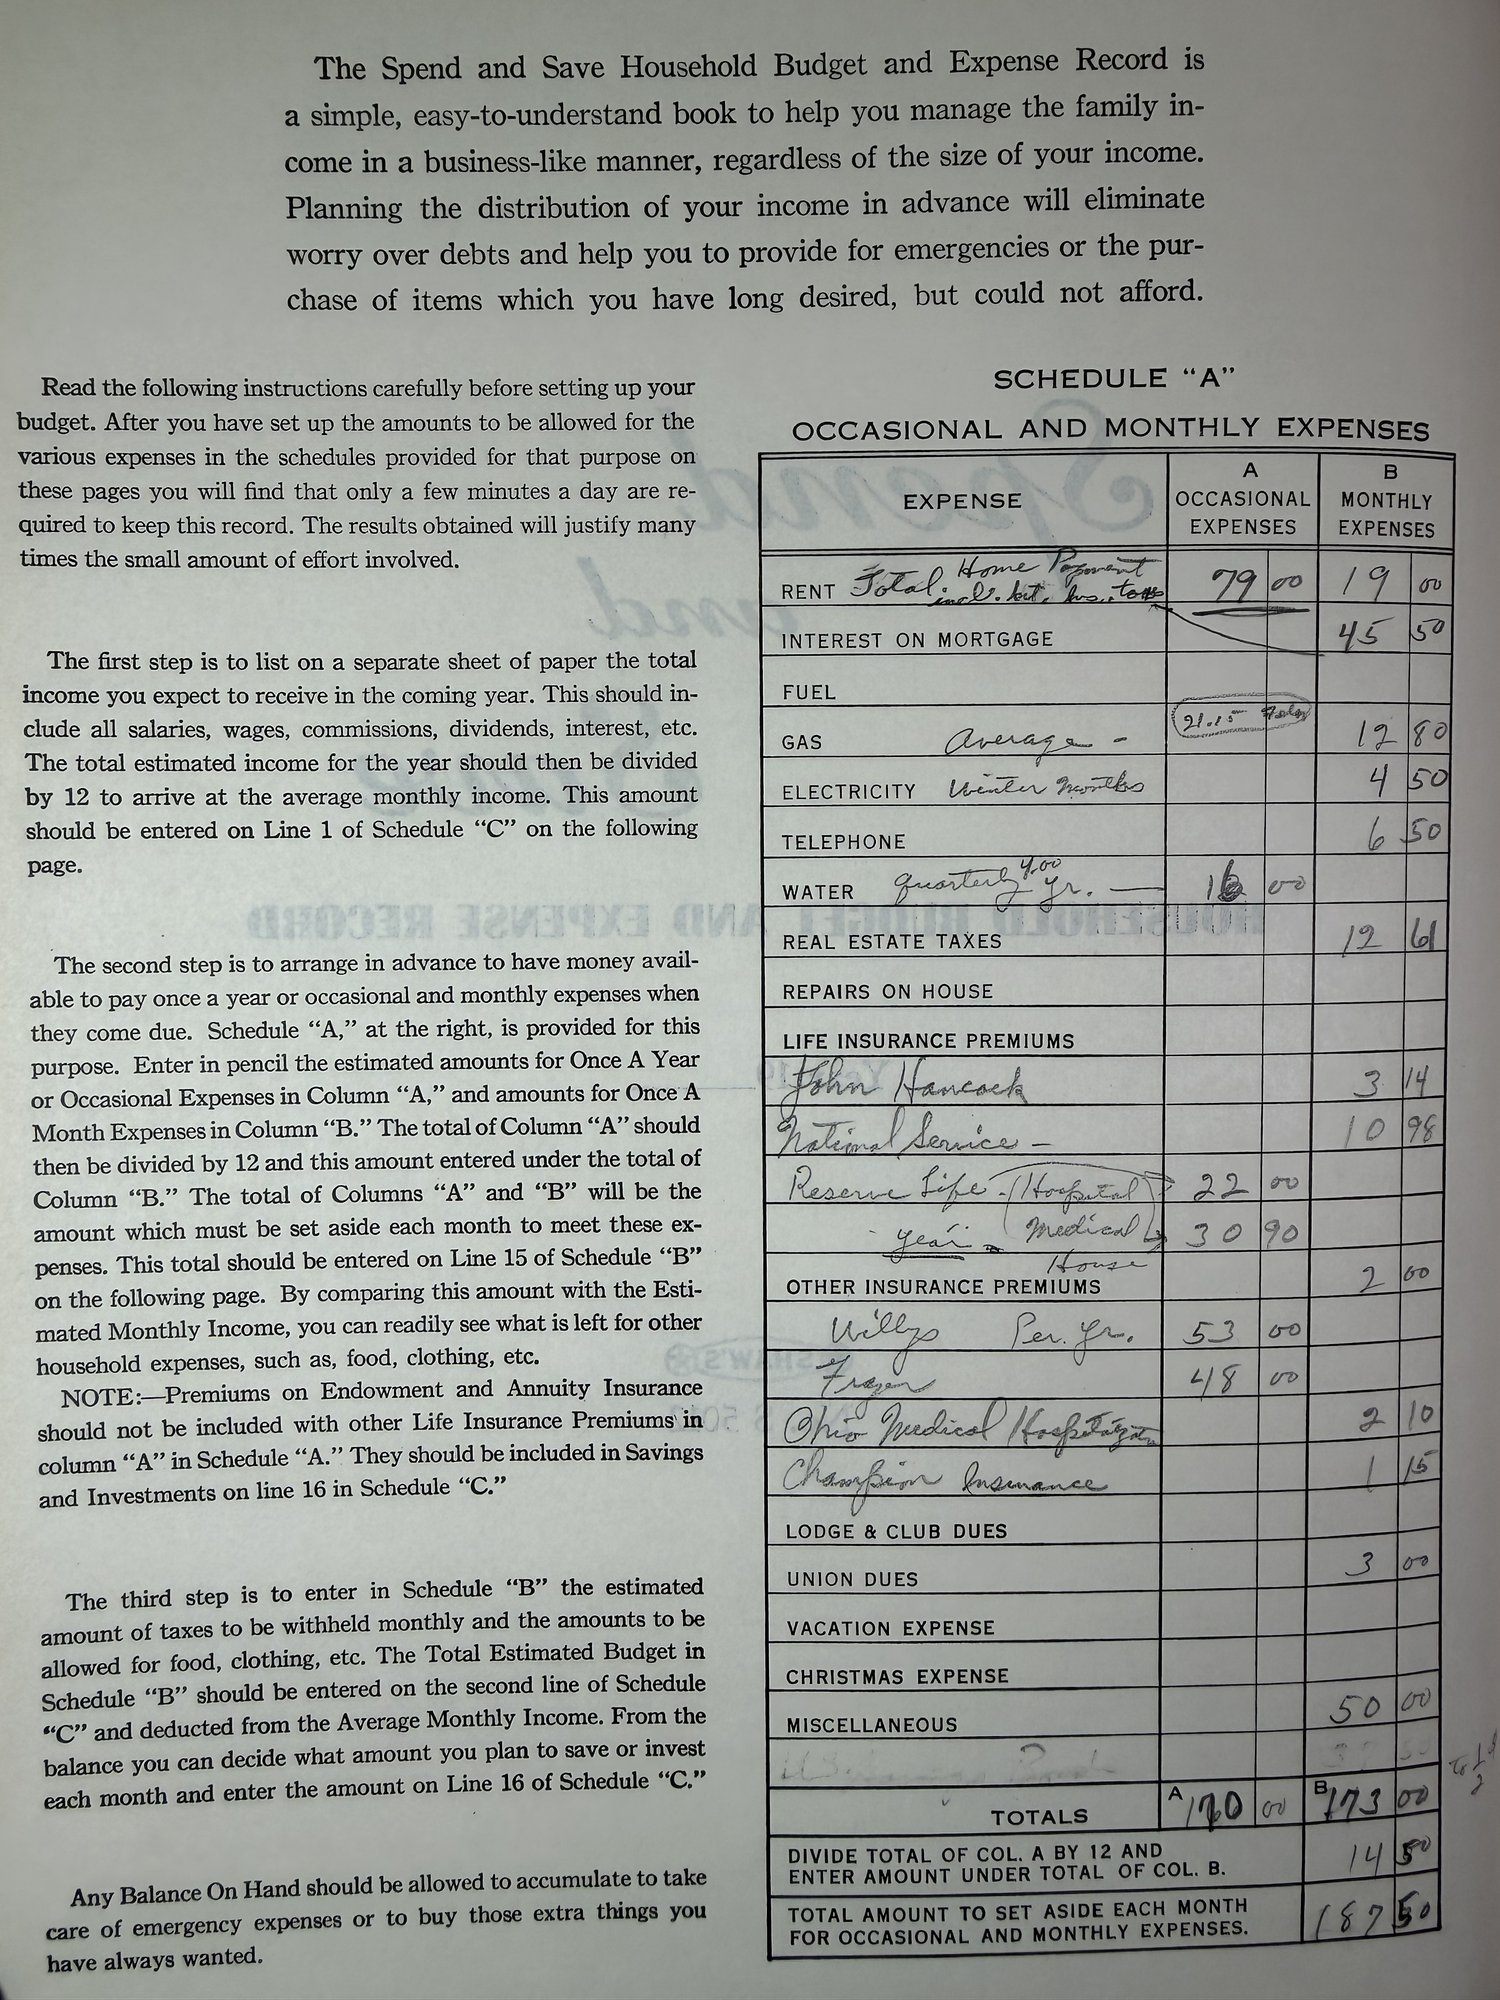 The Spend and Save Household Budget and Expense Record is
a simple, easy-to-understand book to help you manage the family in-
come in a business-like manner, regardless of the size of your income.
Planning the distribution of your income in advance will eliminate
worry over debts and help you to provide for emergencies or the pur-
chase of items which you have long desired, but could not afford.
Read the following instructions carefully before setting up your
budget. After you have set up the amounts to be allowed for the
various expenses in the schedules provided for that purpose on
these pages you will find that only a few minutes a day are re-
quired to keep this record. The results obtained will justify many
times the small amount of effort involved.
The first step is to list on a separate sheet of paper the total
income you expect to receive in the coming year. This should in-
clude all salaries, wages, commissions, dividends, interest, etc.
The total estimated income for the year should then be divided
by 12 to arrive at the average monthly income. This amount
should be entered on Line 1 of Schedule “C” on the following
page.
The second step is to arrange in advance to have money avail-
able to pay once a year or occasional and monthly expenses when
they come due. Schedule “A,” at the right, is provided for this
purpose. Enter in pencil the estimated amounts for Once A Year
or Occasional Expenses in Column “A,” and amounts for Once A
Month Expenses in Column “B.” The total of Column “A” should
then be divided by 12 and this amount entered under the total of
Column “B.” The total of Columns “A” and “B” will be the
amount which must be set aside each month to meet these ex-
penses. This total should be entered on Line 15 of Schedule “B”
on the following page. By comparing this amount with the Esti-
mated Monthly Income, you can readily see what is left for other
household expenses, such as, food, clothing, etc.
NOTE:—Premiums on Endowment and Annuity Insurance
should not be included with other Life Insurance Premiums in
column “A” in Schedule “A.” They should be included in Savings
and Investments on line 16 in Schedule “C.”
The third step is to enter in Schedule “B” the estimated
amount of taxes to be withheld monthly and the amounts to be
allowed for food, clothing, etc. The Total Estimated Budget in
Schedule “B” should be entered on the second line of Schedule
“C” and deducted from the Average Monthly Income. From the
balance you can decide what amount you plan to save or invest
each month and enter the amount on Line 16 of Schedule “C.”
Any Balance On Hand should be allowed to accumulate to take
care of emergency expenses or to buy those extra things you
have always wanted.
SCHEDULE “A”
OCCASIONAL AND MONTHLY EXPENSES
EXPENSE
A
OCCASIONAL
EXPENSES
B
MONTHLY
EXPENSES
RENT Total Home Payment 79 00 19 00
incl. int. ins. taxes
INTEREST ON MORTGAGE 45 50
FUEL
21.15
GAS Average - 12 80
ELECTRICITY Winter Months 4 50
TELEPHONE 6 50
WATER quarterly 4.00 yr. — 16 00
REAL ESTATE TAXES 12 61
REPAIRS ON HOUSE
LIFE INSURANCE PREMIUMS
John Hancock 3 14
National Service - 10 98
Reserve Life - (Hospital 22 00
year - Medical 30 90
House
OTHER INSURANCE PREMIUMS 2 00
Willys Per. Yr. 53 00
Frazer 48 00
Ohio Medical 2 10
Champion Insurance 1 15
LODGE & CLUB DUES
UNION DUES 3 00
VACATION EXPENSE
CHRISTMAS EXPENSE
MISCELLANEOUS 50 00
TOTALS A 170 00 B 173 00
DIVIDE TOTAL OF COL. A BY 12 AND
ENTER AMOUNT UNDER TOTAL OF COL. B. 14 50
TOTAL AMOUNT TO SET ASIDE EACH MONTH
FOR OCCASIONAL AND MONTHLY EXPENSES. 187 50